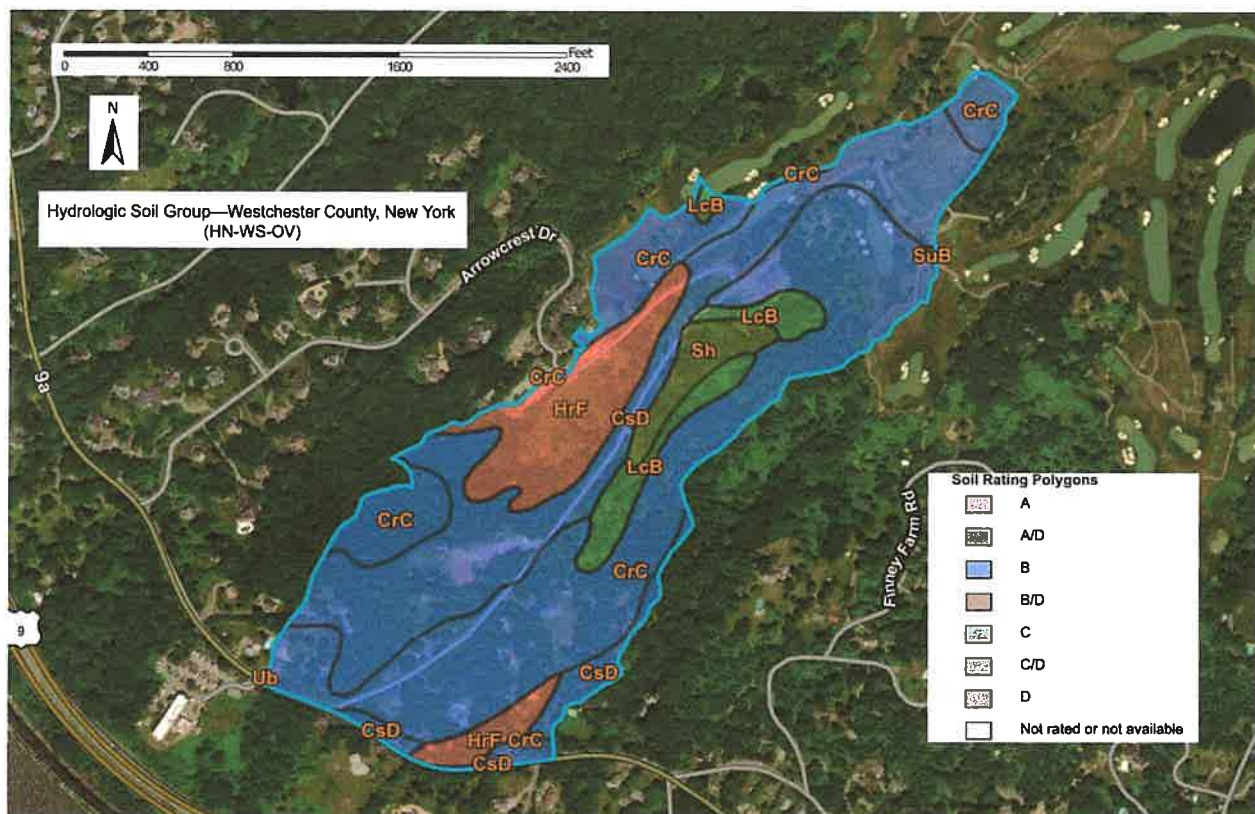 Feet
0 400 800 1600 2400
N
Hydrologic Soil Group—Westchester County, New York
(HN-WS-OV)
Arrowcrest Dr
9a
9
Finney Farm Rd
CrC
CrC
LcB
SuB
CrC
LcB
Sh
CrC
HrF
CsD
LcB
CrC
CrC
Ub
CsD
CsD
HrF CrC
CsD
Soil Rating Polygons
A
A/D
B
B/D
C
C/D
D
Not rated or not available